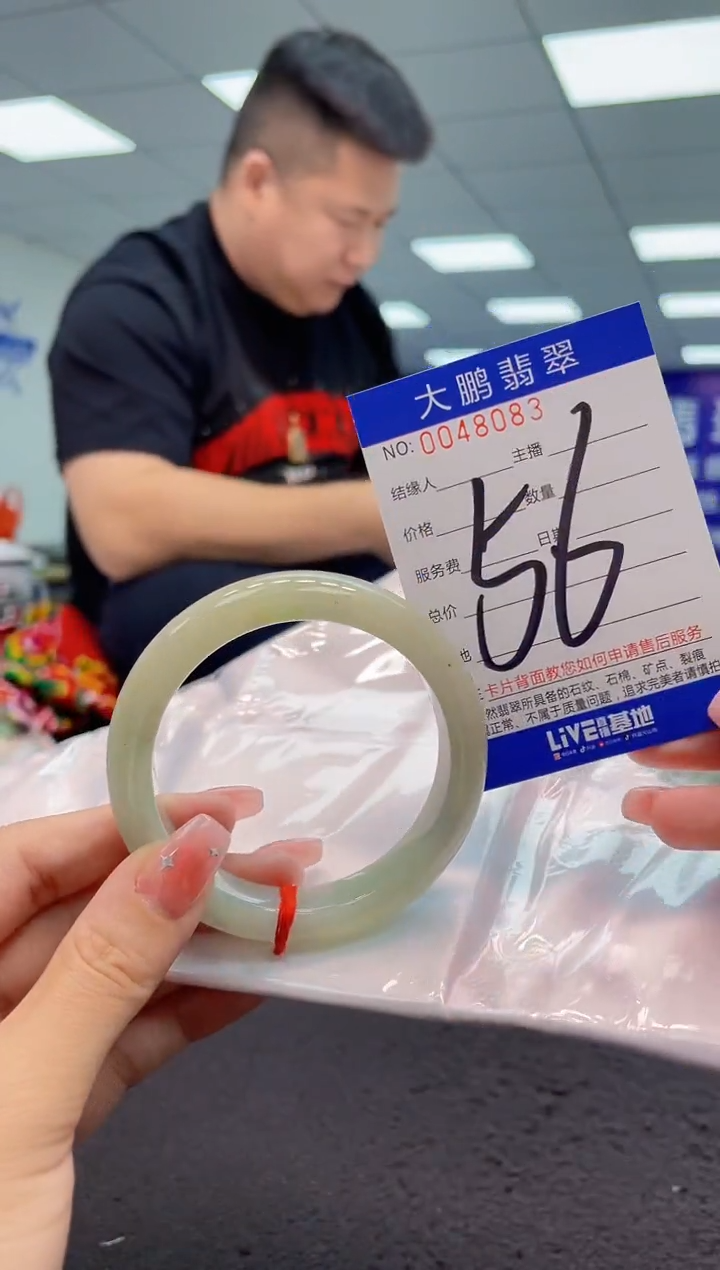 大鹏翡翠
NO: 0048083
结缘人 主播
价格 数量
服务费 日期
总价
地
56
卡片背面教您如何申请售后服务
然翡翠所具备的石纹、石棉、矿点、裂痕
正常、不属于质量问题，追求完美者请慎拍
LiVE 基地